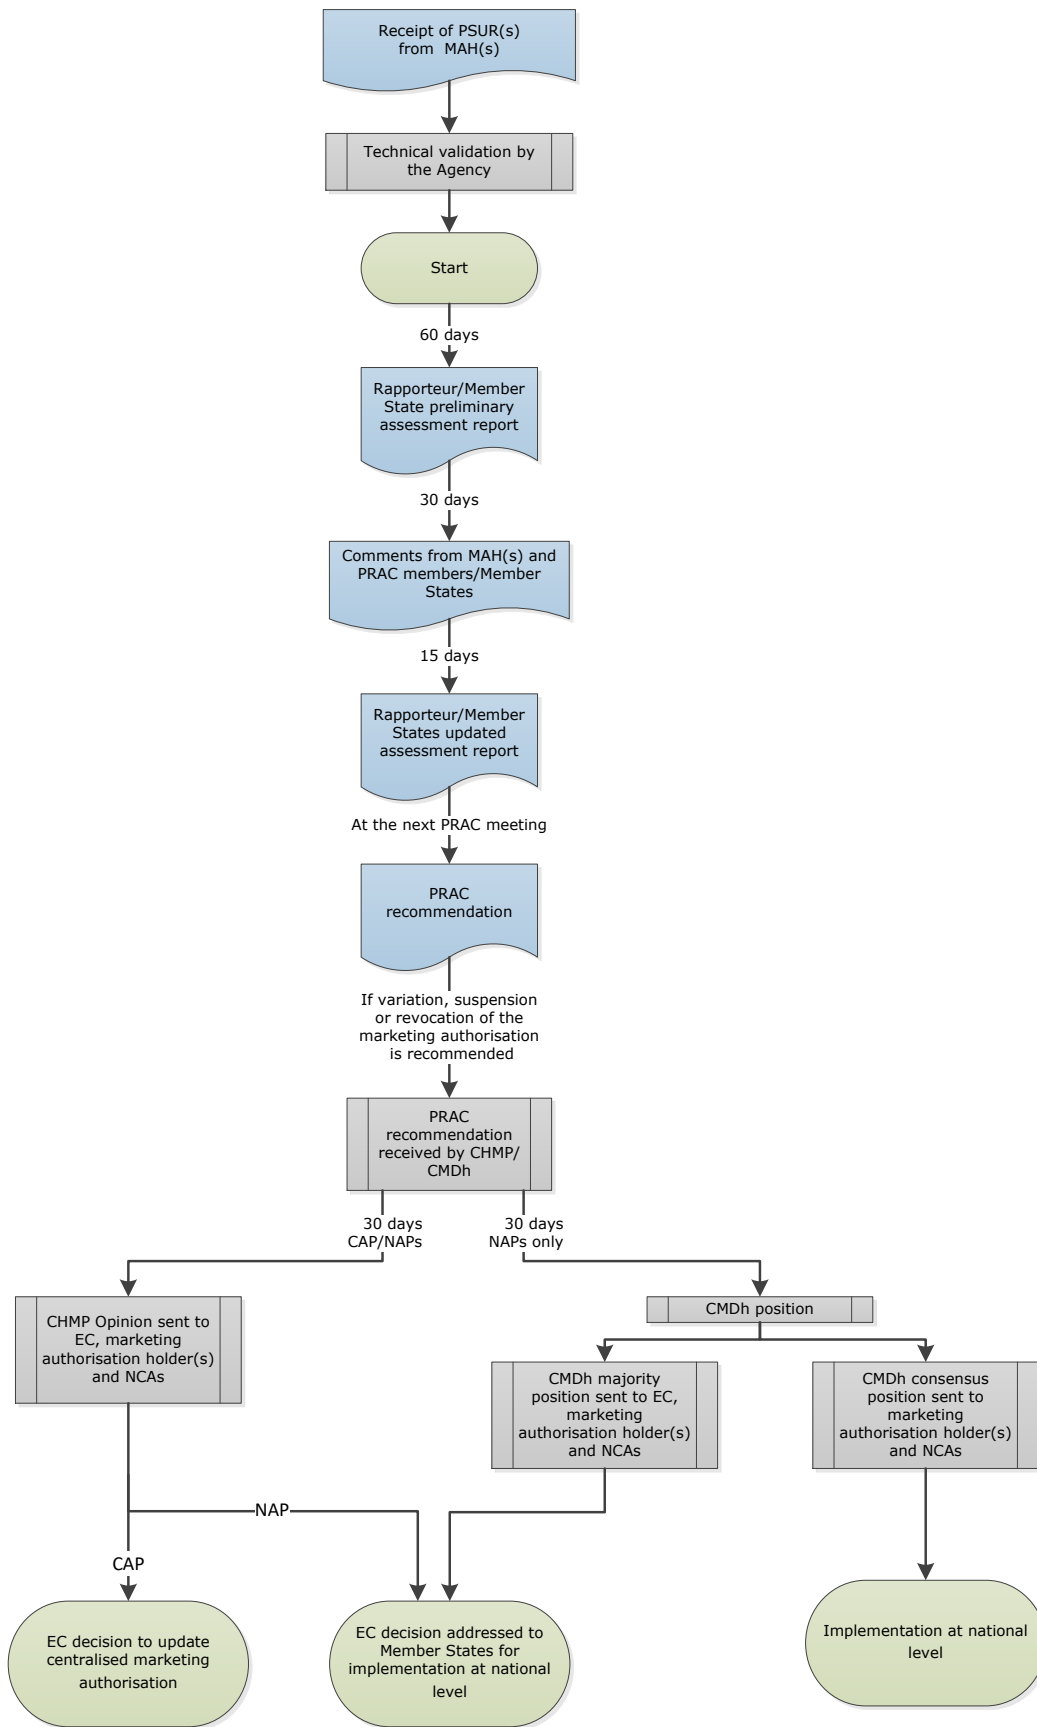 Receipt of PSUR(s)
from  MAH(s)
Technical validation by
the Agency
Start
60 days
Rapporteur/Member
State preliminary
assessment report
30 days
Comments from MAH(s) and
PRAC members/Member
States
15 days
Rapporteur/Member
States updated
assessment report
At the next PRAC meeting
PRAC
recommendation
If variation, suspension
or revocation of the
marketing authorisation
is recommended
PRAC
recommendation
received by CHMP/
CMDh
30 days
CAP/NAPs
30 days
NAPs only
CHMP Opinion sent to
EC, marketing
authorisation holder(s)
and NCAs
CMDh position
CMDh majority
position sent to EC,
marketing
authorisation holder(s)
and NCAs
CMDh consensus
position sent to
marketing
authorisation holder(s)
and NCAs
NAP
CAP
EC decision to update
centralised marketing
authorisation
EC decision addressed to
Member States for
implementation at national
level
Implementation at national
level